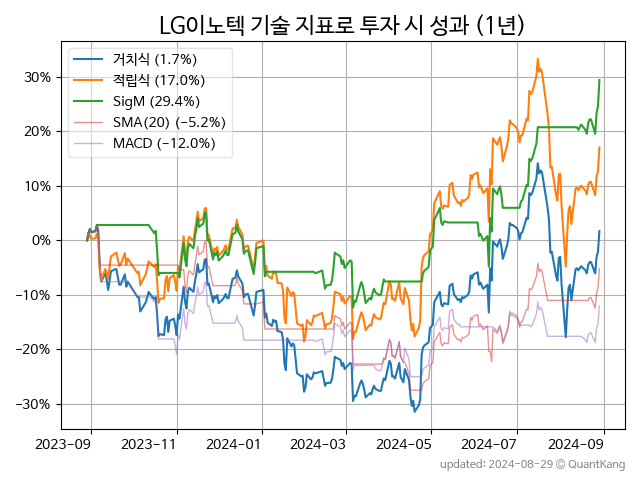 LG이노텍 기술 지표로 투자 시 성과 (1년)
거치식 (1.7%)
적립식 (17.0%)
SigM (29.4%)
SMA(20) (−5.2%)
MACD (−12.0%)
30%
20%
10%
0%
−10%
−20%
−30%
2023-09 2023-11 2024-01 2024-03 2024-05 2024-07 2024-09
updated: 2024-08-29 © QuantKang